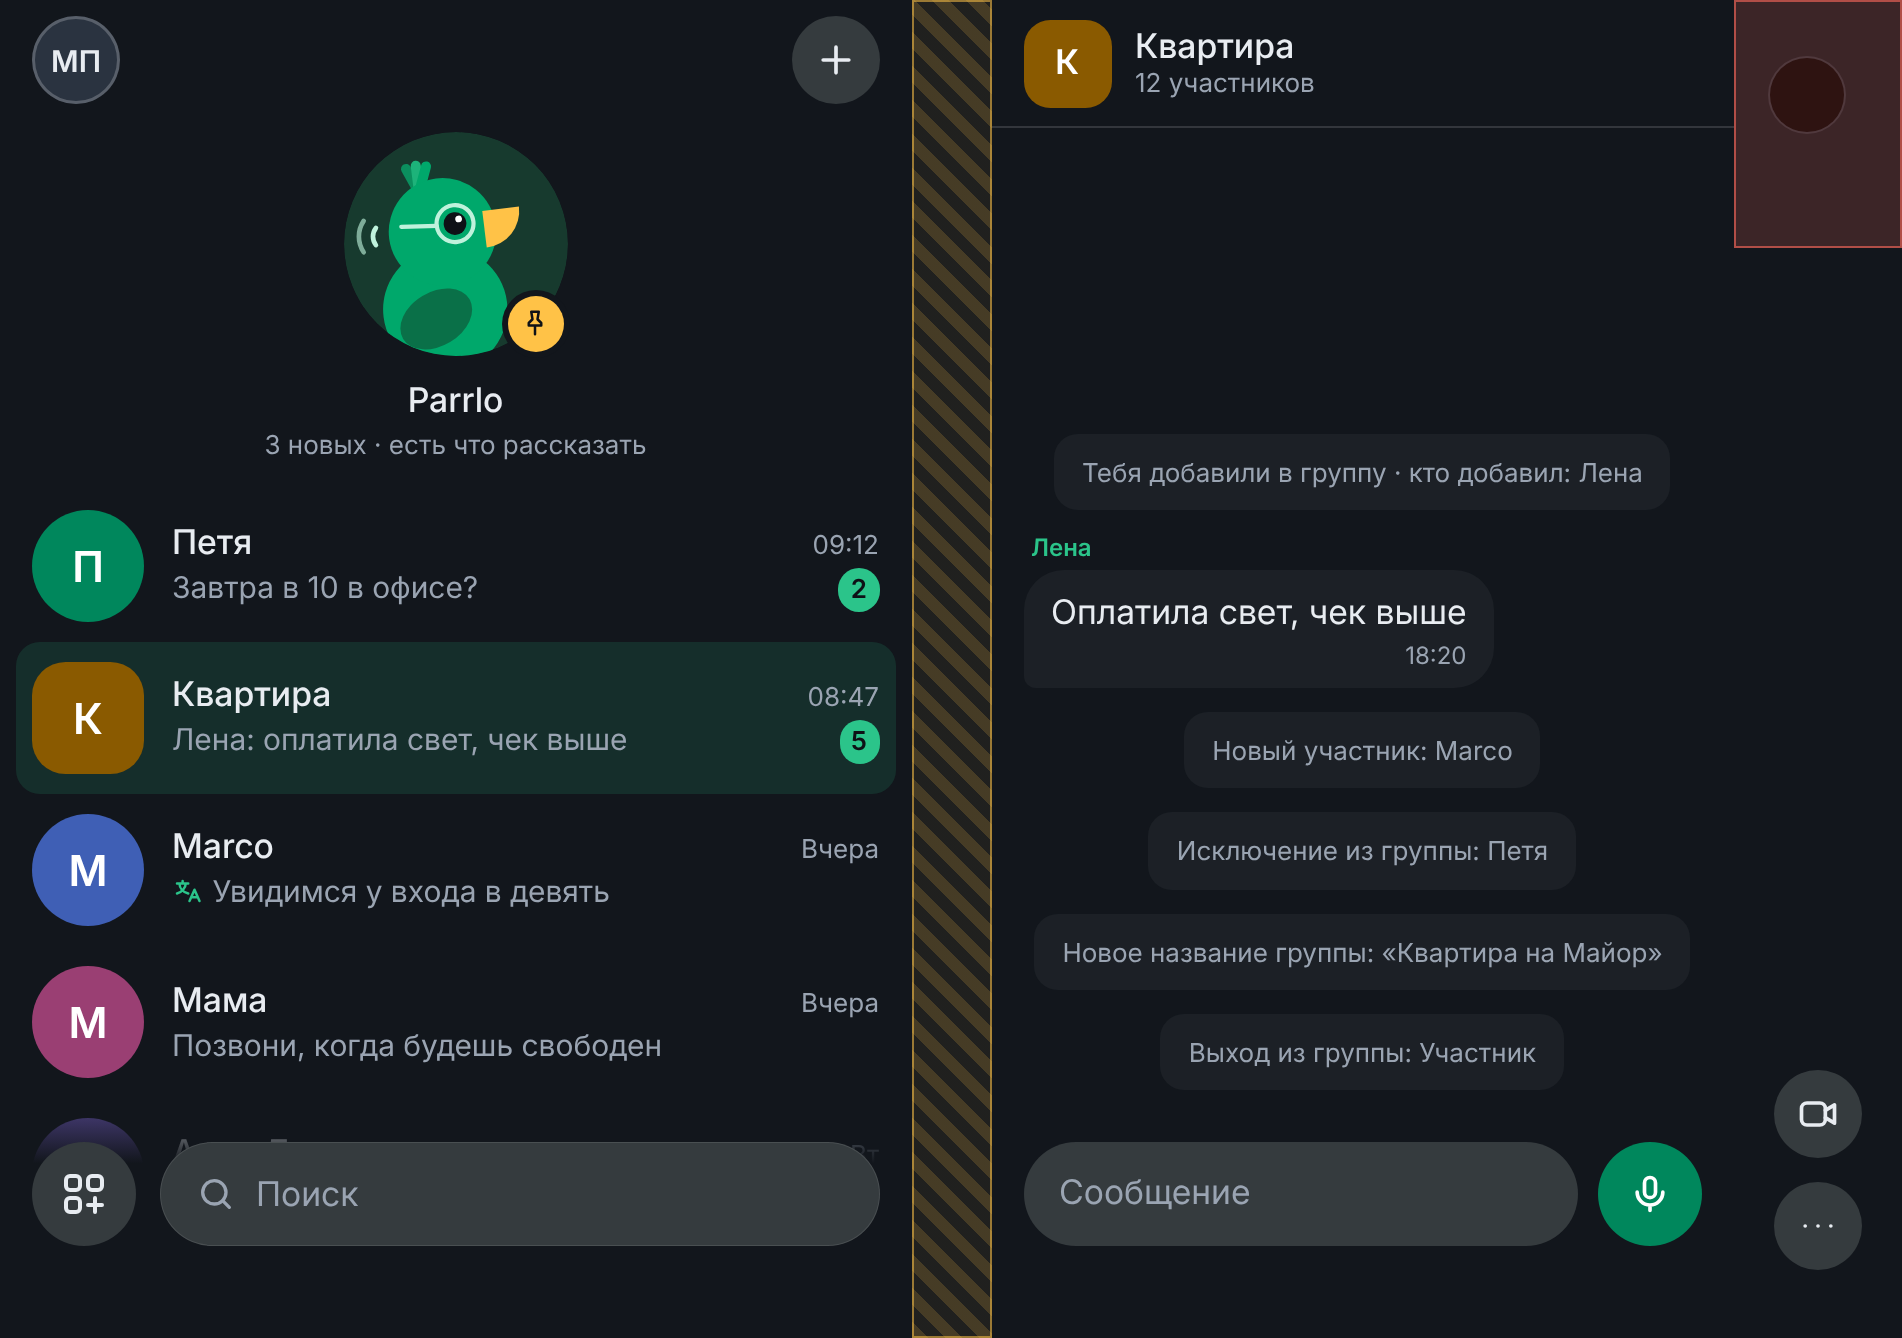 МП
Parrlo
3 новых · есть что рассказать
П
Петя
09:12
Завтра в 10 в офисе?
2
К
Квартира
08:47
Лена: оплатила свет, чек выше
5
M
Marco
Вчера
Увидимся у входа в девять
М
Мама
Вчера
Позвони, когда будешь свободен
Поиск
К
Квартира
12 участников
Тебя добавили в группу · кто добавил: Лена
Лена
Оплатила свет, чек выше
18:20
Новый участник: Marco
Исключение из группы: Петя
Новое название группы: «Квартира на Майор»
Выход из группы: Участник
Сообщение